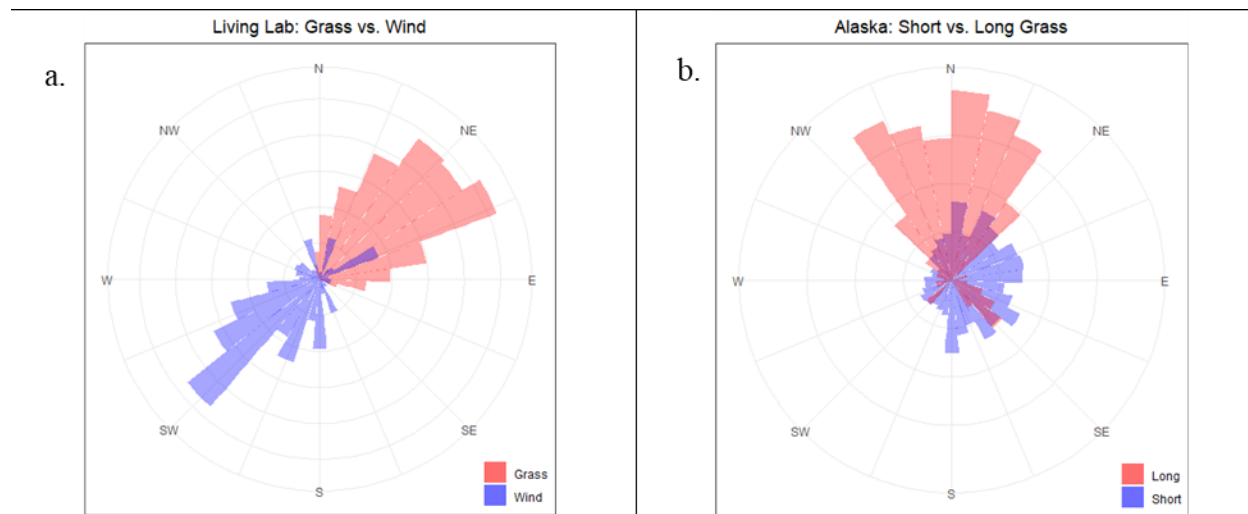 Living Lab: Grass vs. Wind
a.
N
NW
NE
W
E
SW
SE
S
Grass
Wind
Alaska: Short vs. Long Grass
b.
N
NW
NE
W
E
SW
SE
S
Long
Short